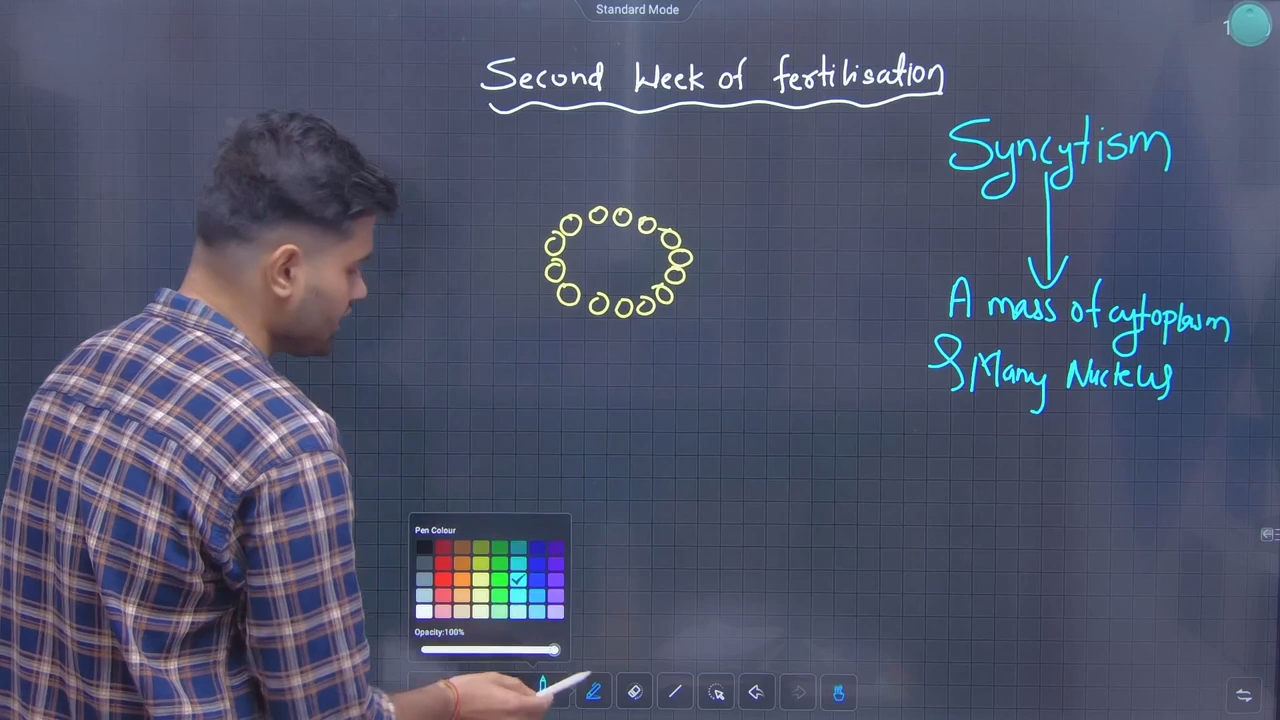 Standard Mode
Second Week of fertilisation
Syncytism
A mass of cytoplasm
& Many Nucleus
Pen Colour
Opacity:100%